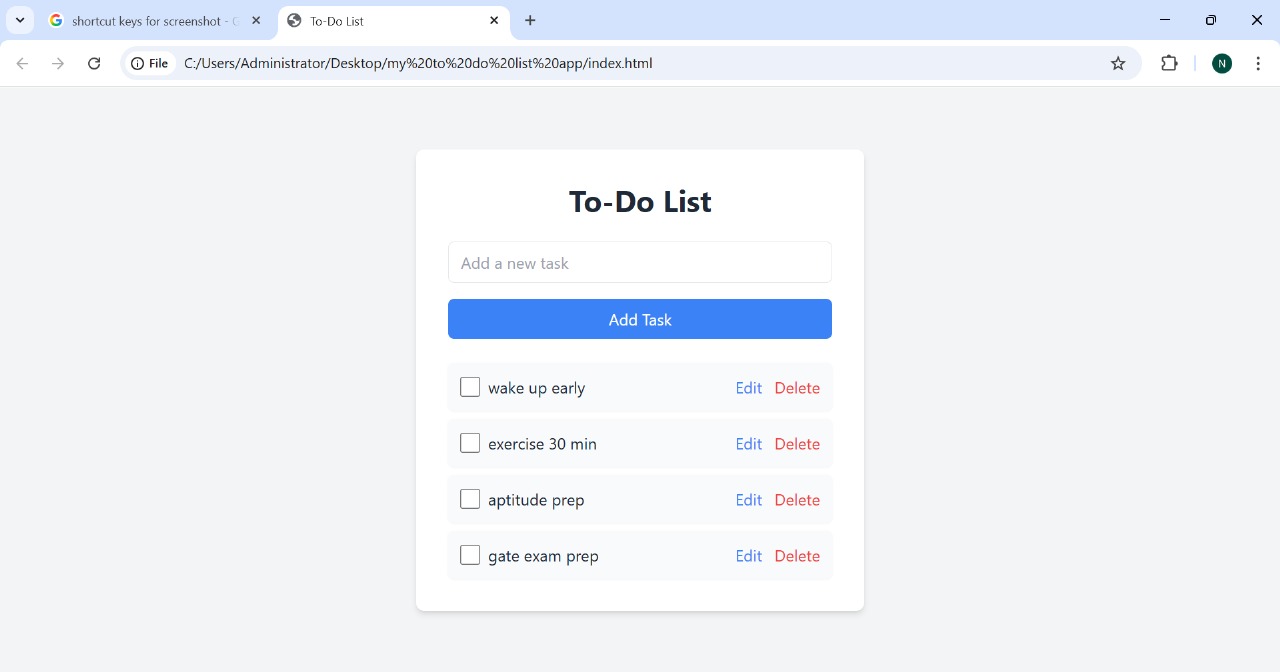 shortcut keys for screenshot - G
To-Do List
File
C:/Users/Administrator/Desktop/my%20to%20do%20list%20app/index.html
N
To-Do List
Add a new task
Add Task
wake up early Edit Delete
exercise 30 min Edit Delete
aptitude prep Edit Delete
gate exam prep Edit Delete